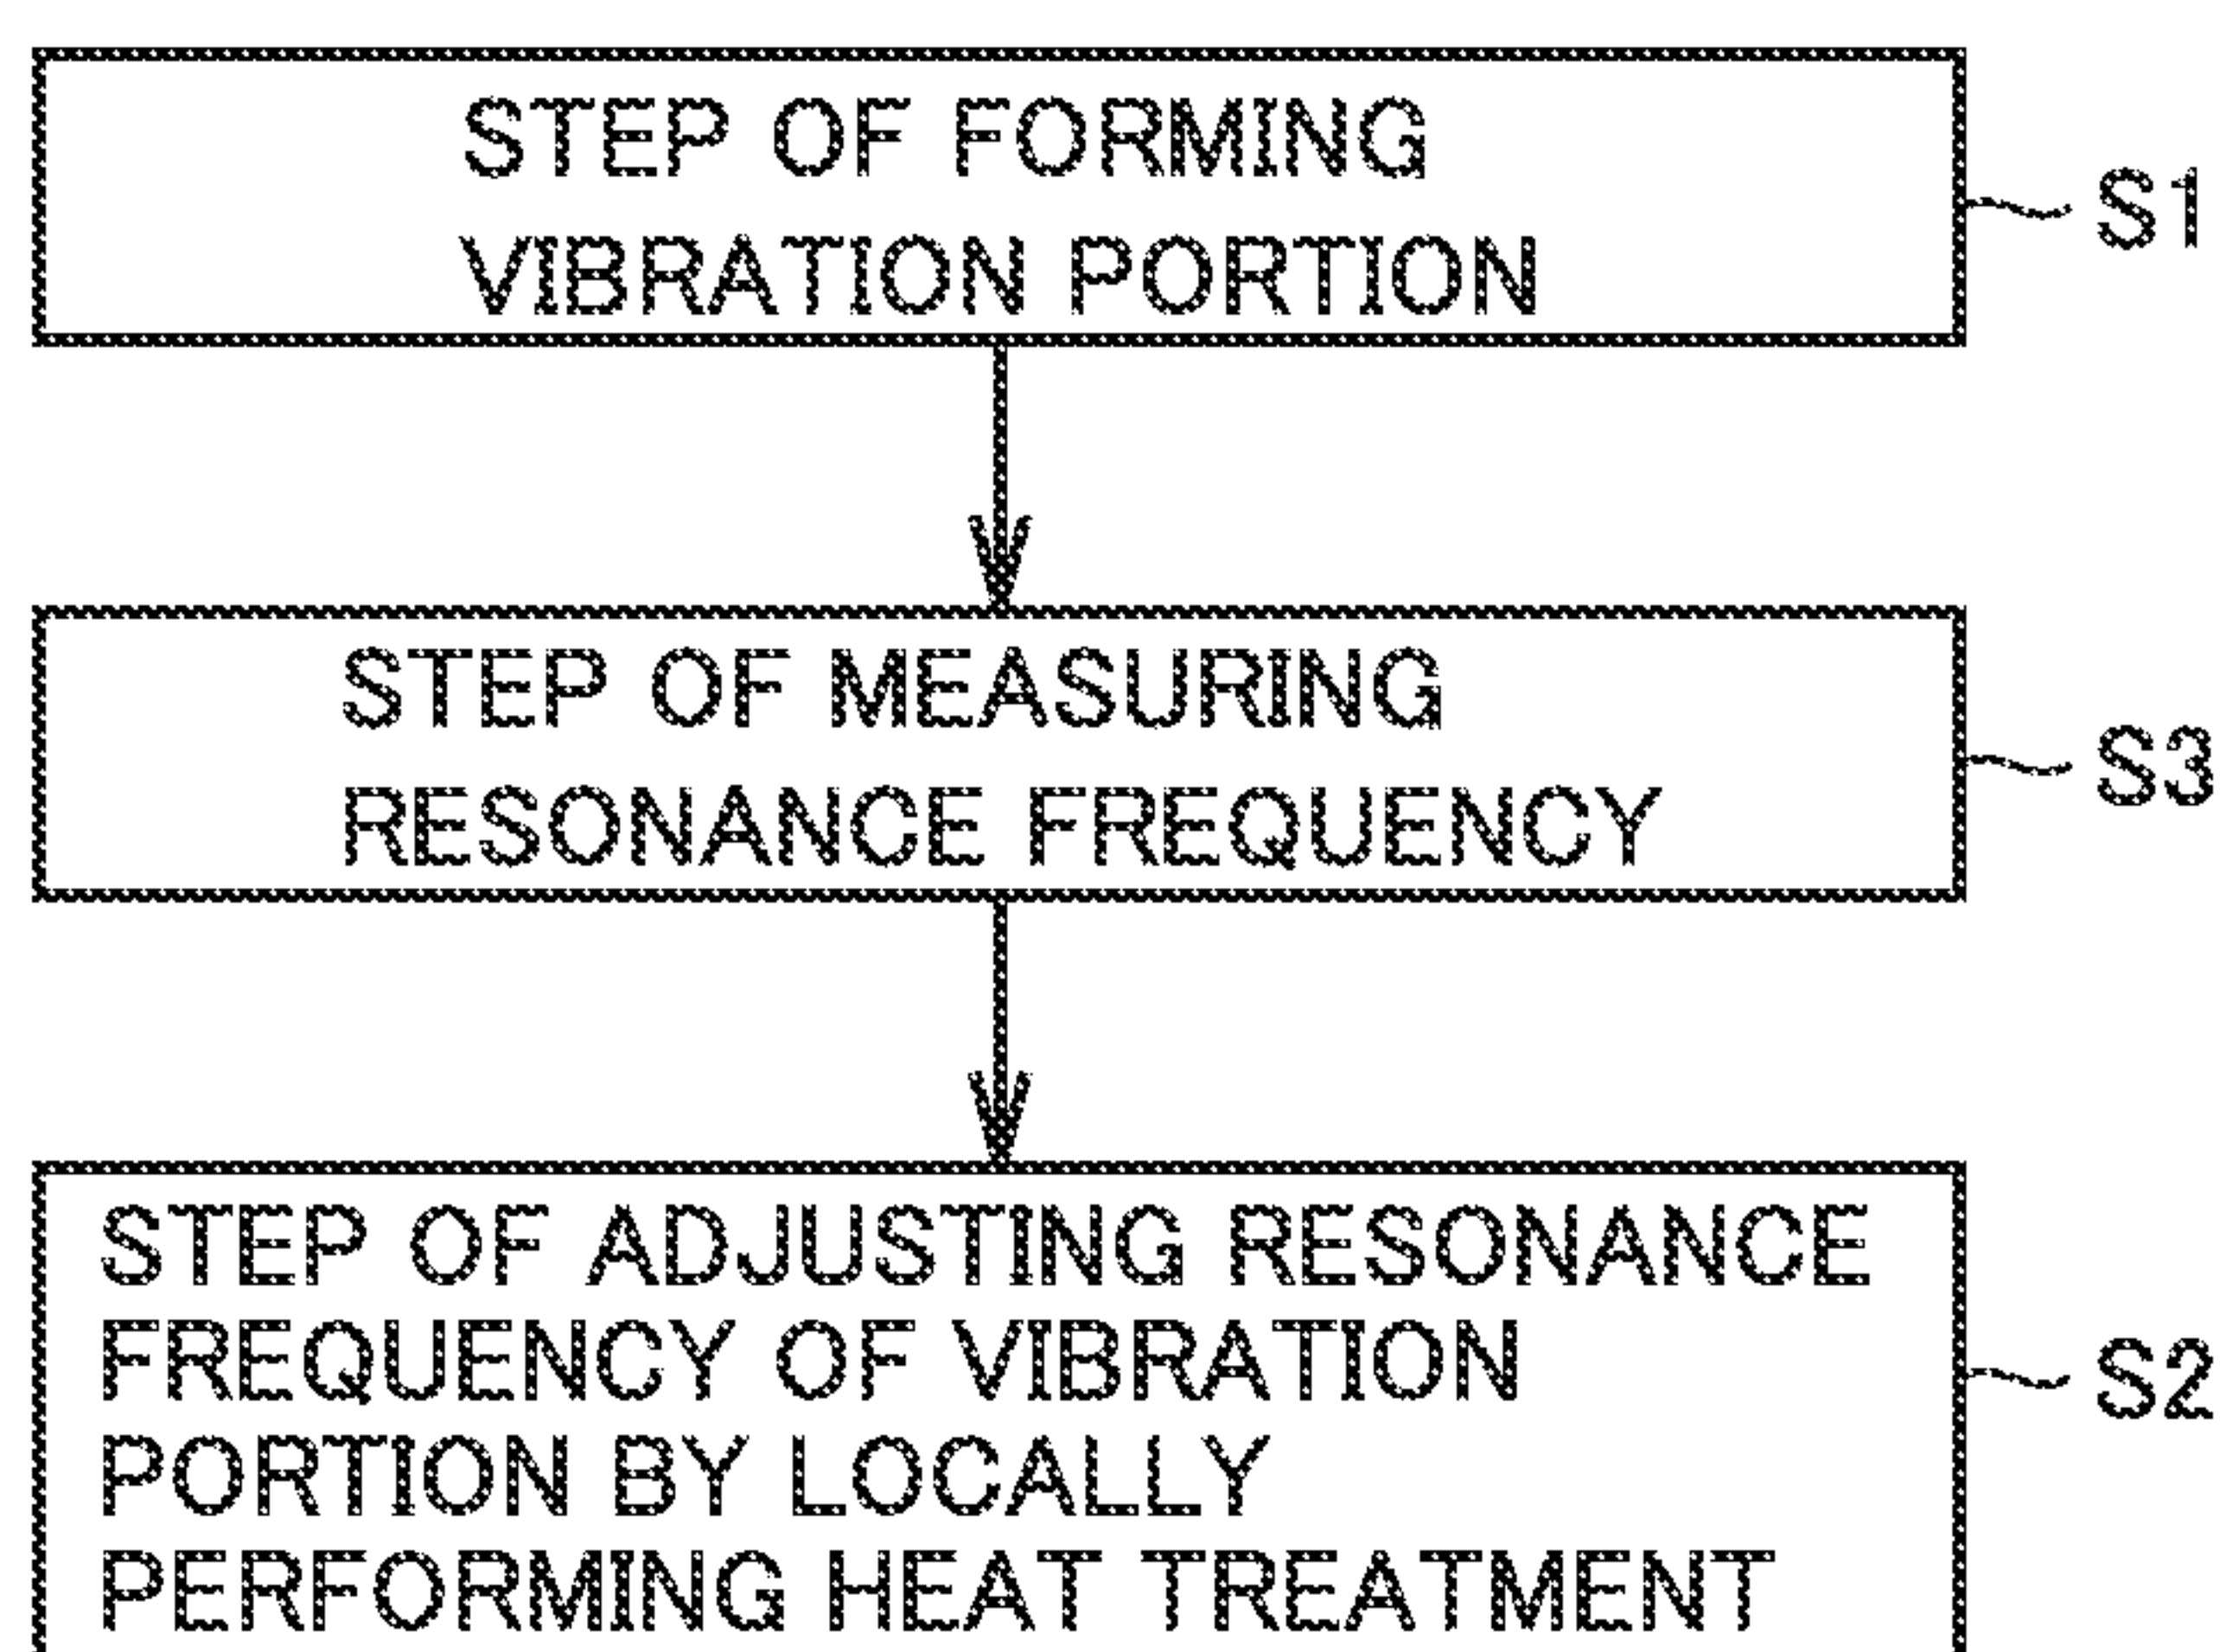 STEP OF FORMING
VIBRATION PORTION
S1
STEP OF MEASURING
RESONANCE FREQUENCY
S3
STEP OF ADJUSTING RESONANCE
FREQUENCY OF VIBRATION
PORTION BY LOCALLY
PERFORMING HEAT TREATMENT
S2